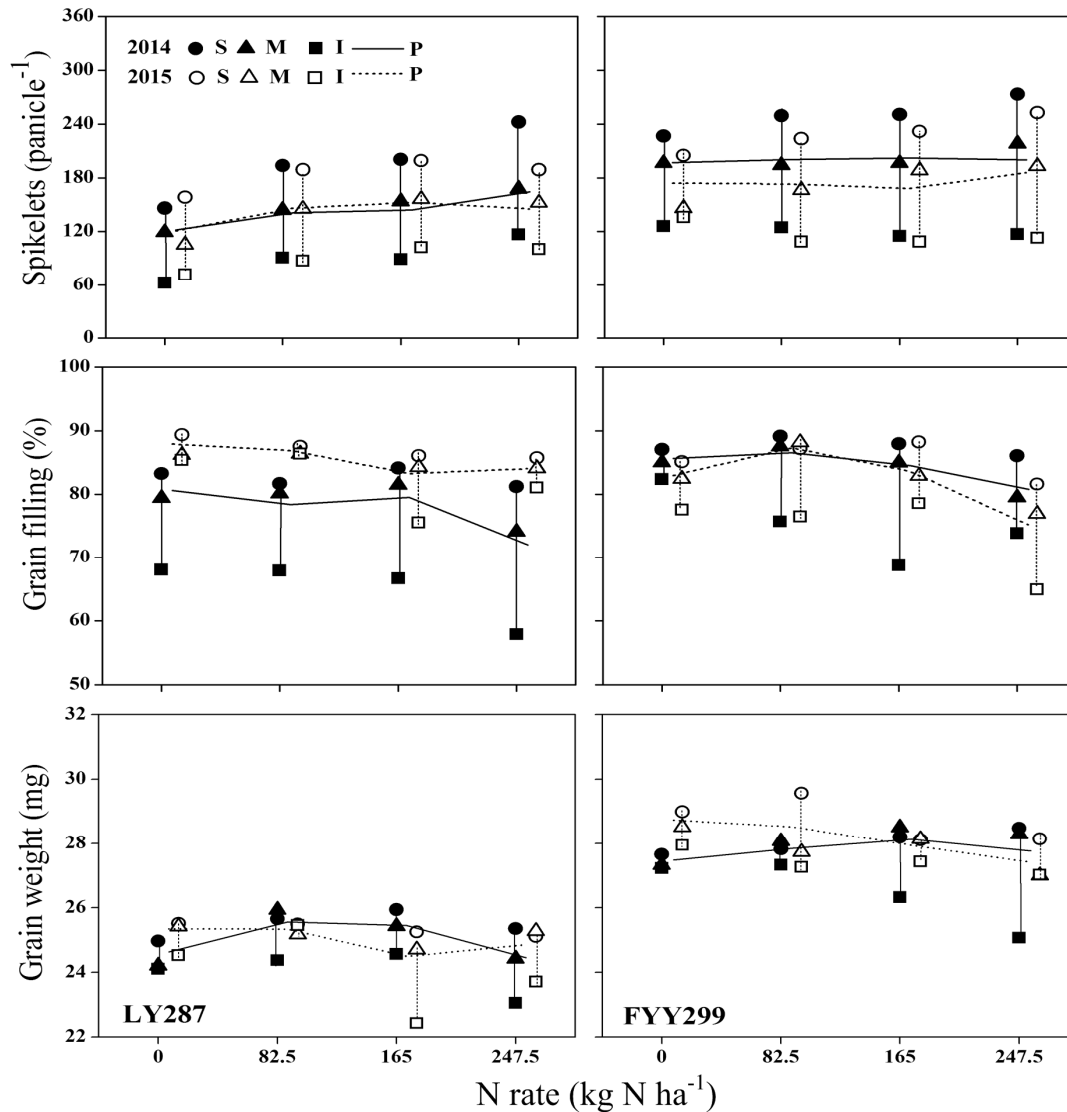 360
300
240
180
120
60
0
Spikelets (panicle⁻¹)
2014 S M I P
2015 S M I P
100
90
80
70
60
50
Grain filling (%)
32
30
28
26
24
22
Grain weight (mg)
LY287
FYY299
0 82.5 165 247.5
0 82.5 165 247.5
N rate (kg N ha⁻¹)